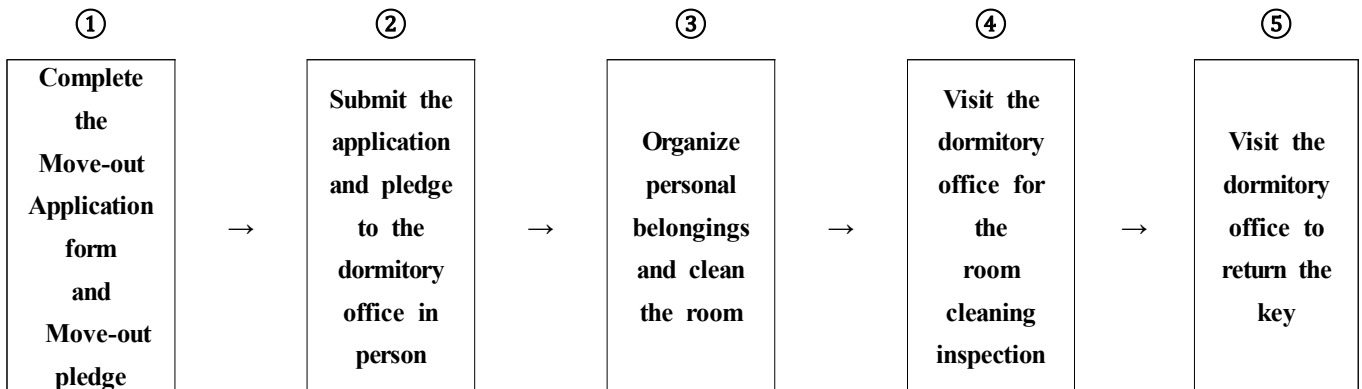 ①
Complete
the
Move-out
Application
form
and
Move-out
pledge
→
②
Submit the
application
and pledge
to the
dormitory
office in
person
→
③
Organize
personal
belongings
and clean
the room
→
④
Visit the
dormitory
office for
the
room
cleaning
inspection
→
⑤
Visit the
dormitory
office to
return the
key